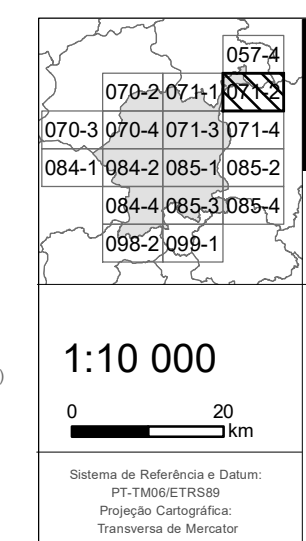 057-4
070-2 071-1 071-2
070-3 070-4 071-3 071-4
084-1 084-2 085-1 085-2
084-4 085-3 085-4
098-2 099-1
1:10 000
)
0 20
km
Sistema de Referência e Datum:
PT-TM06/ETRS89
Projeção Cartográfica:
Transversa de Mercator